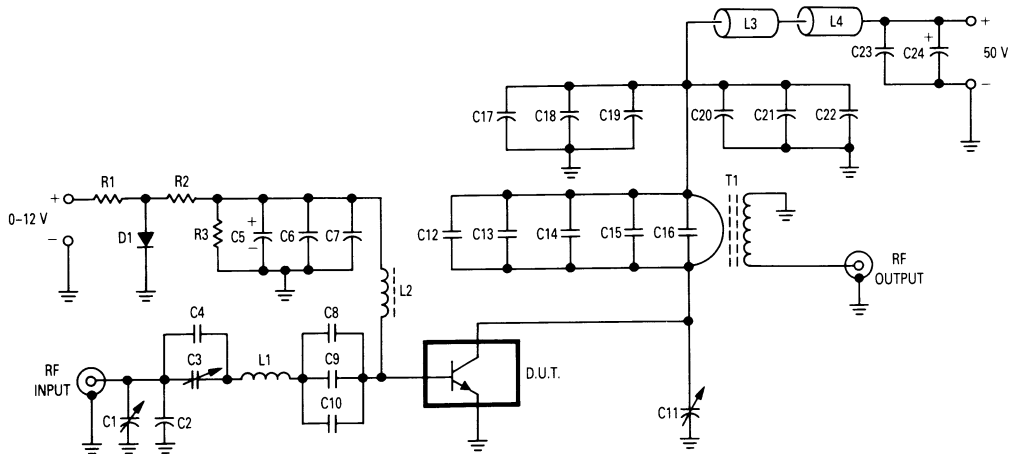 L3
L4
+
C23
+
C24
50 V
−
C17
C18
C19
C20
C21
C22
+
R1
R2
0–12 V
−
D1
R3
+
C5
−
C6
C7
L2
C12
C13
C14
C15
C16
T1
RF
OUTPUT
C4
C3
L1
C8
C9
C10
RF
INPUT
C1
C2
D.U.T.
C11